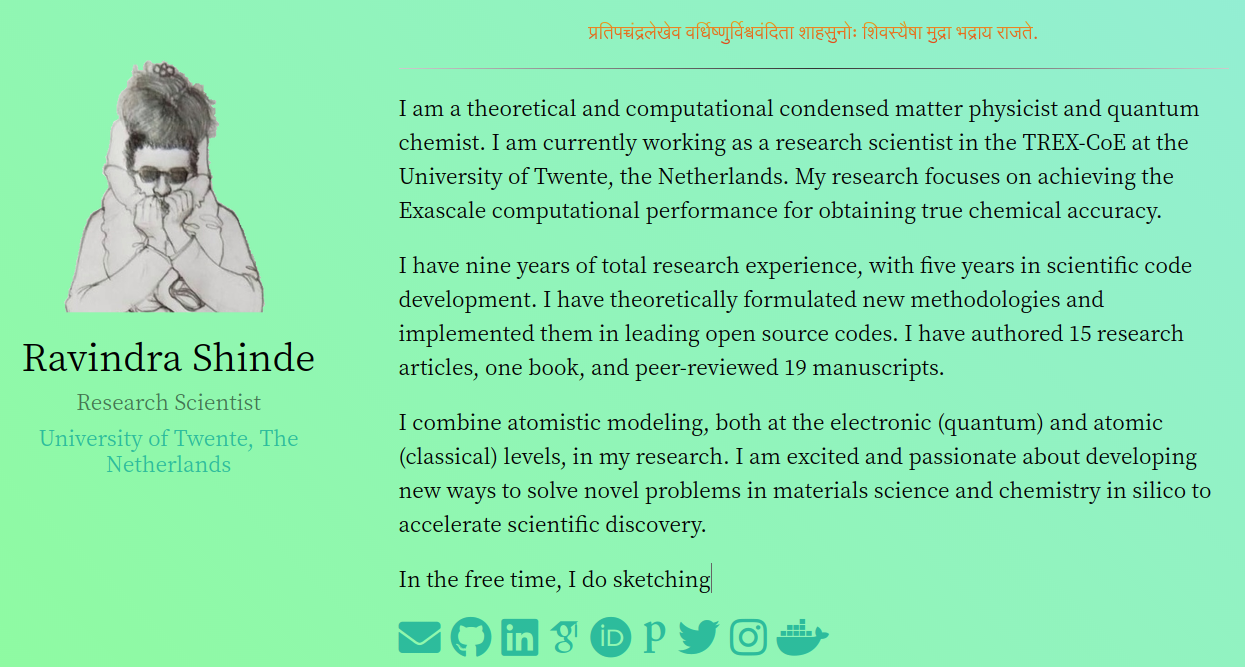 प्रतिपच्चंद्रलेखेव वर्धिष्णुर्विश्ववंदिता शाहसुनोः शिवस्यैषा मुद्रा भद्राय राजते.
I am a theoretical and computational condensed matter physicist and quantum
chemist. I am currently working as a research scientist in the TREX-CoE at the
University of Twente, the Netherlands. My research focuses on achieving the
Exascale computational performance for obtaining true chemical accuracy.
I have nine years of total research experience, with five years in scientific code
development. I have theoretically formulated new methodologies and
implemented them in leading open source codes. I have authored 15 research
articles, one book, and peer-reviewed 19 manuscripts.
I combine atomistic modeling, both at the electronic (quantum) and atomic
(classical) levels, in my research. I am excited and passionate about developing
new ways to solve novel problems in materials science and chemistry in silico to
accelerate scientific discovery.
In the free time, I do sketching
Ravindra Shinde
Research Scientist
University of Twente, The
Netherlands